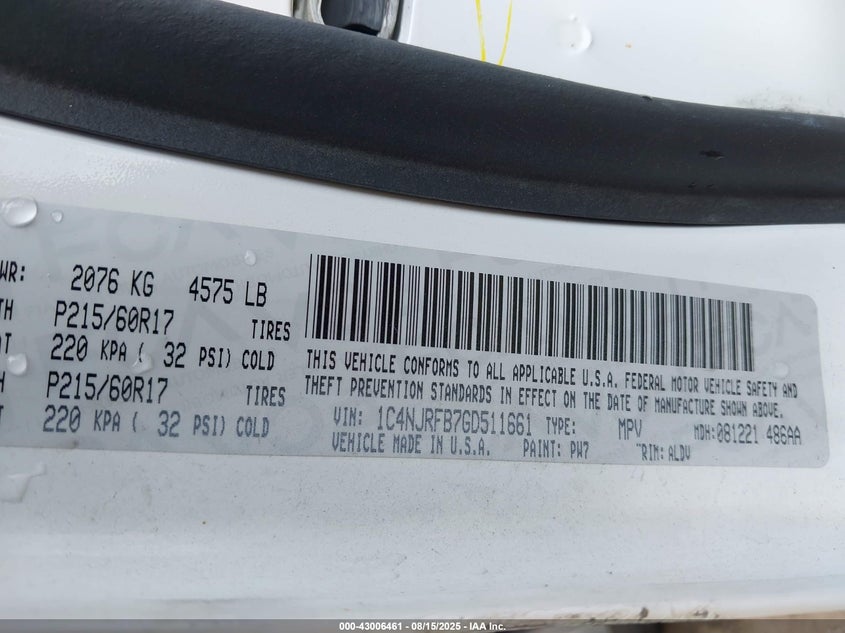 WR: 2076 KG 4575 LB
TH P215/60R17 TIRES
220 KPA ( 32 PSI) COLD
P215/60R17 TIRES
220 KPA ( 32 PSI) COLD
THIS VEHICLE CONFORMS TO ALL APPLICABLE U.S.A. FEDERAL MOTOR VEHICLE SAFETY AND
THEFT PREVENTION STANDARDS IN EFFECT ON THE DATE OF MANUFACTURE SHOWN ABOVE.
VIN: 1C4NJRFB7GD511661 TYPE: MPV MDH:081221 486AA
VEHICLE MADE IN U.S.A. PAINT: PW7 TRIM: ALDV
000-43006461 - 08/15/2025 - IAA Inc.